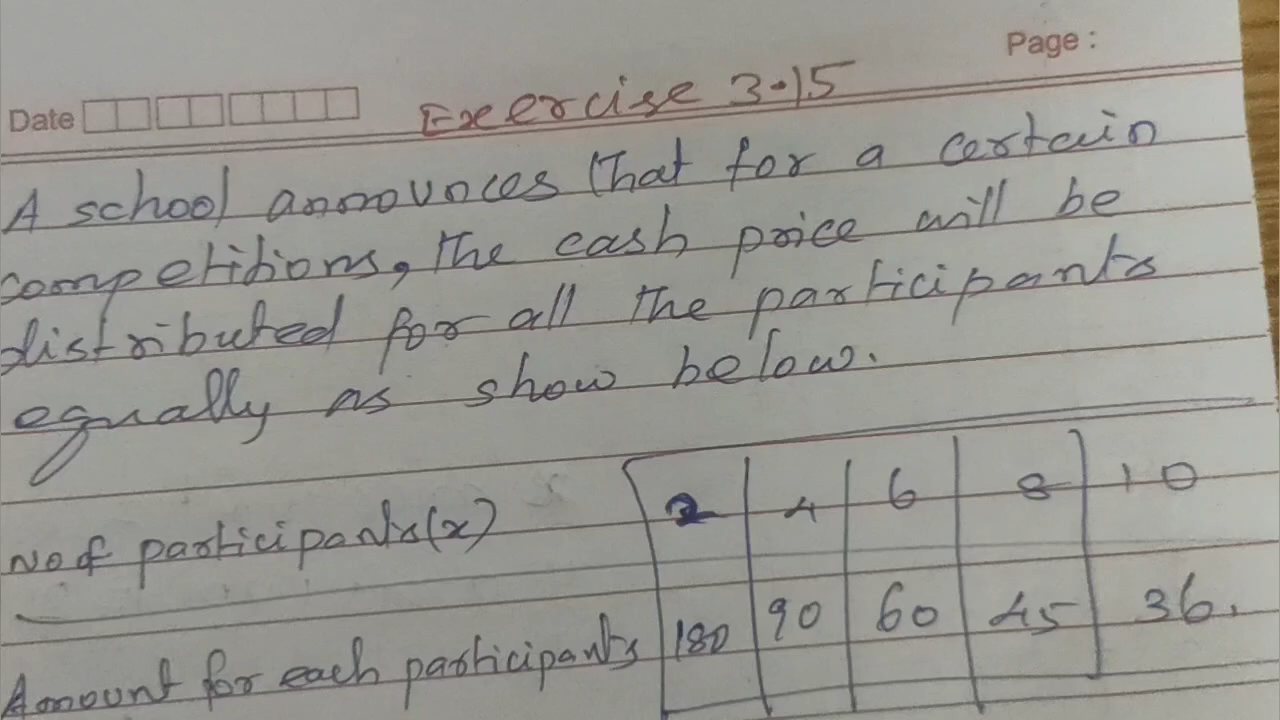 Page :
Date
Exercise 3.15
A school announces that for a certain
competitions, the cash price will be
distributed for all the participants
equally as show below.
No of participants(x) 2 4 6 8 10
Amount for each participants 180 90 60 45 36.